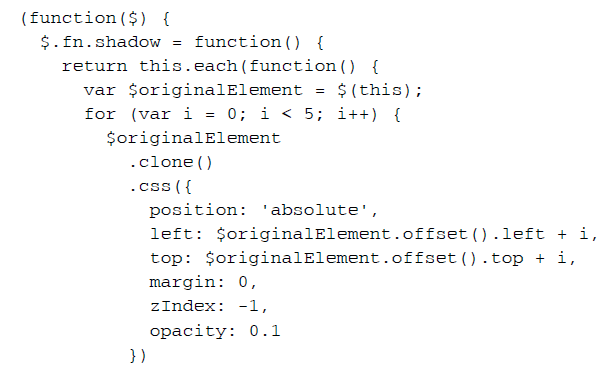 (function($) {
  $.fn.shadow = function() {
    return this.each(function() {
      var $originalElement = $(this);
      for (var i = 0; i < 5; i++) {
        $originalElement
          .clone()
          .css({
            position: 'absolute',
            left: $originalElement.offset().left + i,
            top: $originalElement.offset().top + i,
            margin: 0,
            zIndex: -1,
            opacity: 0.1
          })